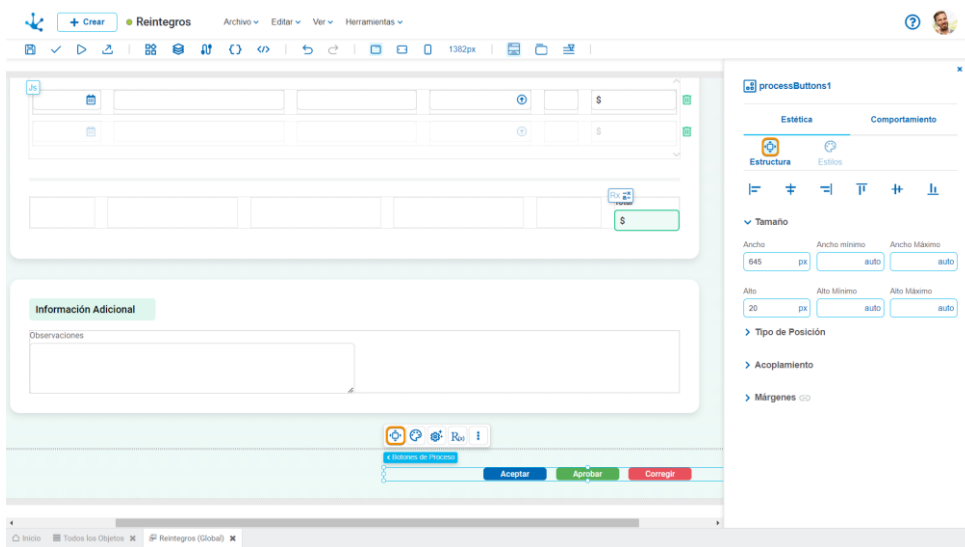 + Crear
Reintegros
Archivo Editar Ver Herramientas
1382px
Js
$
$
Rx
Total
$
Información Adicional
Observaciones
R(x)
Botones de Proceso
Aceptar Aprobar Corregir
processButtons1
Estética Comportamiento
Estructura Estilos
Tamaño
Ancho Ancho mínimo Ancho Máximo
645 px auto auto
Alto Alto Mínimo Alto Máximo
20 px auto auto
Tipo de Posición
Acoplamiento
Márgenes
Inicio Todos los Objetos Reintegros (Global)